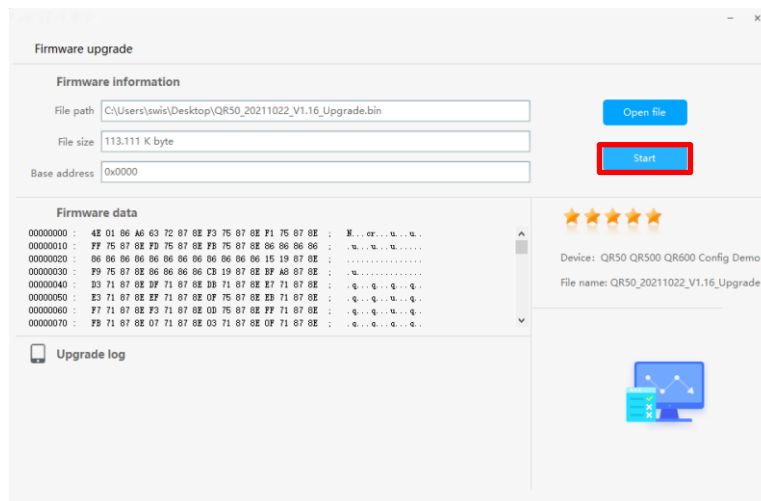 Firmware upgrade
Firmware information
File path C:\Users\swis\Desktop\QR50_20211022_V1.16_Upgrade.bin
Open file
File size 113.111 K byte
Start
Base address 0x0000
Firmware data
00000000 : 4E 01 86 A6 63 72 87 8E F3 75 87 8E F1 75 87 8E ; N...cr...u...u..
00000010 : FF 75 87 8E FD 75 87 8E FB 75 87 8E 86 86 86 86 ; .u...u...u......
00000020 : 86 86 86 86 86 86 86 86 86 86 86 86 15 19 87 8E ; ................
00000030 : F9 75 87 8E 86 86 86 86 CB 19 87 8E BF A8 87 8E ; .u..............
00000040 : D3 71 87 8E DF 71 87 8E DB 71 87 8E E7 71 87 8E ; .q...q...q...q..
00000050 : E3 71 87 8E EF 71 87 8E 0F 75 87 8E EB 71 87 8E ; .q...q...u...q..
00000060 : F7 71 87 8E F3 71 87 8E 0D 75 87 8E FF 71 87 8E ; .q...q...u...q..
00000070 : FB 71 87 8E 07 71 87 8E 03 71 87 8E 0F 71 87 8E ; .q...q...q...q..
Device: QR50 QR500 QR600 Config Demo
File name: QR50_20211022_V1.16_Upgrade
Upgrade log